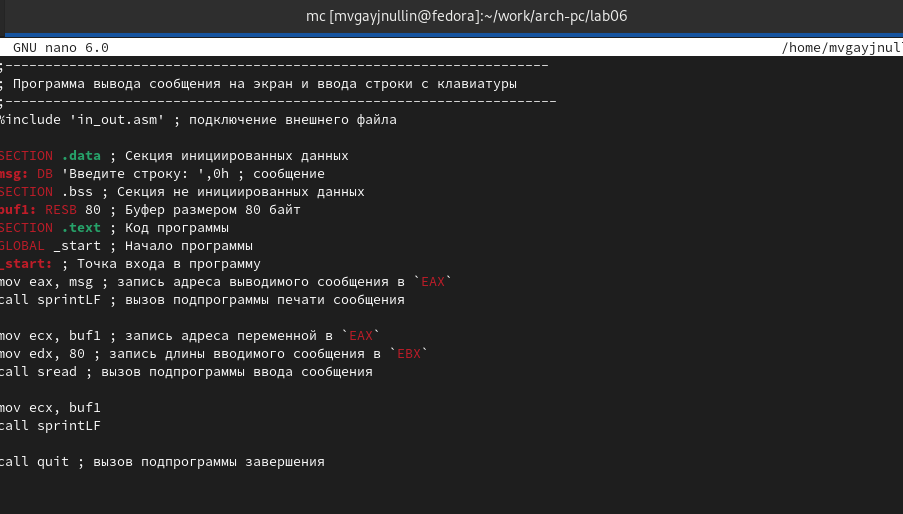 mc [mvgayjnullin@fedora]:~/work/arch-pc/lab06
GNU nano 6.0 /home/mvgayjnull
;--------------------------------------------------------------------
; Программа вывода сообщения на экран и ввода строки с клавиатуры
;---------------------------------------------------------------------
%include 'in_out.asm' ; подключение внешнего файла
SECTION .data ; Секция инициированных данных
msg: DB 'Введите строку: ',0h ; сообщение
SECTION .bss ; Секция не инициированных данных
buf1: RESB 80 ; Буфер размером 80 байт
SECTION .text ; Код программы
GLOBAL _start ; Начало программы
_start: ; Точка входа в программу
mov eax, msg ; запись адреса выводимого сообщения в `EAX`
call sprintLF ; вызов подпрограммы печати сообщения
mov ecx, buf1 ; запись адреса переменной в `EAX`
mov edx, 80 ; запись длины вводимого сообщения в `EBX`
call sread ; вызов подпрограммы ввода сообщения
mov ecx, buf1
call sprintLF
call quit ; вызов подпрограммы завершения